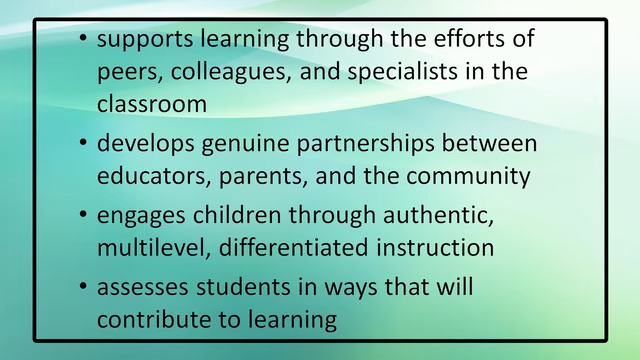 • supports learning through the efforts of
peers, colleagues, and specialists in the
classroom
• develops genuine partnerships between
educators, parents, and the community
• engages children through authentic,
multilevel, differentiated instruction
• assesses students in ways that will
contribute to learning